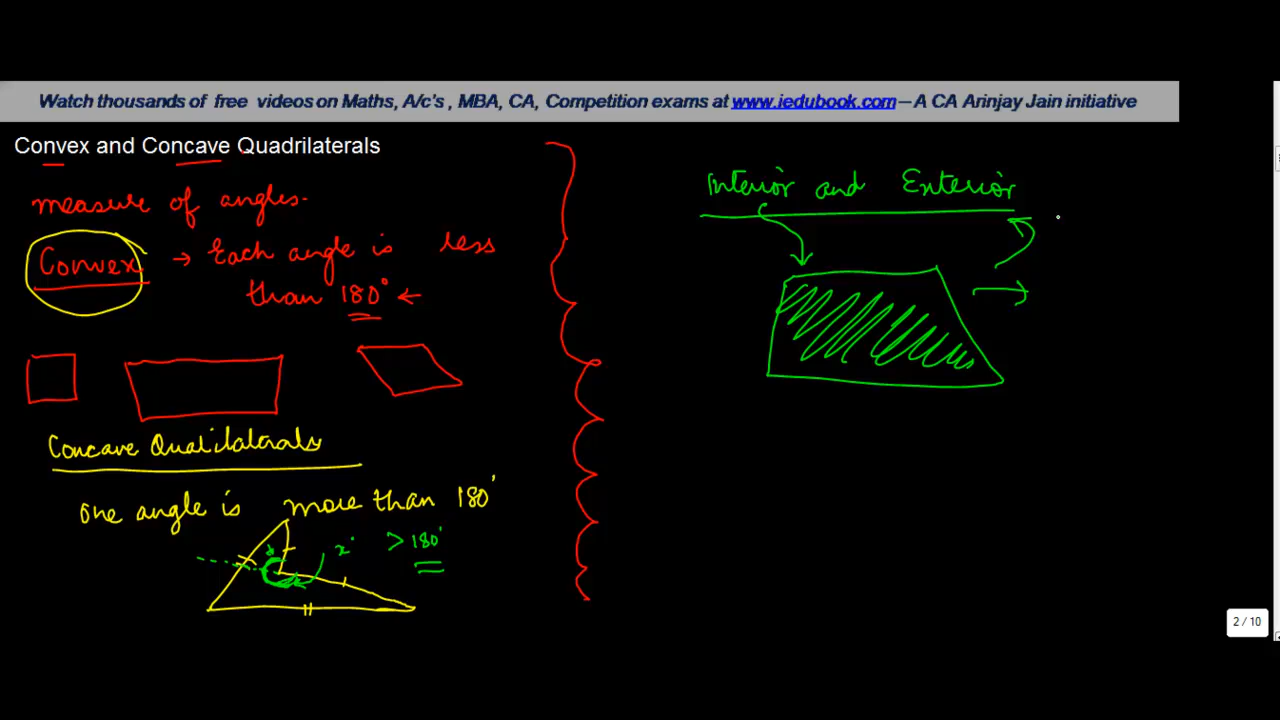 Watch thousands of free videos on Maths, A/c's , MBA, CA, Competition exams at www.iedubook.com – A CA Arinjay Jain initiative
Convex and Concave Quadrilaterals
measure of angles.
Convex → Each angle is less
than 180° ←
Concave Quadilaterals
One angle is more than 180°
x° > 180°
Interior and Exterior
2 / 10